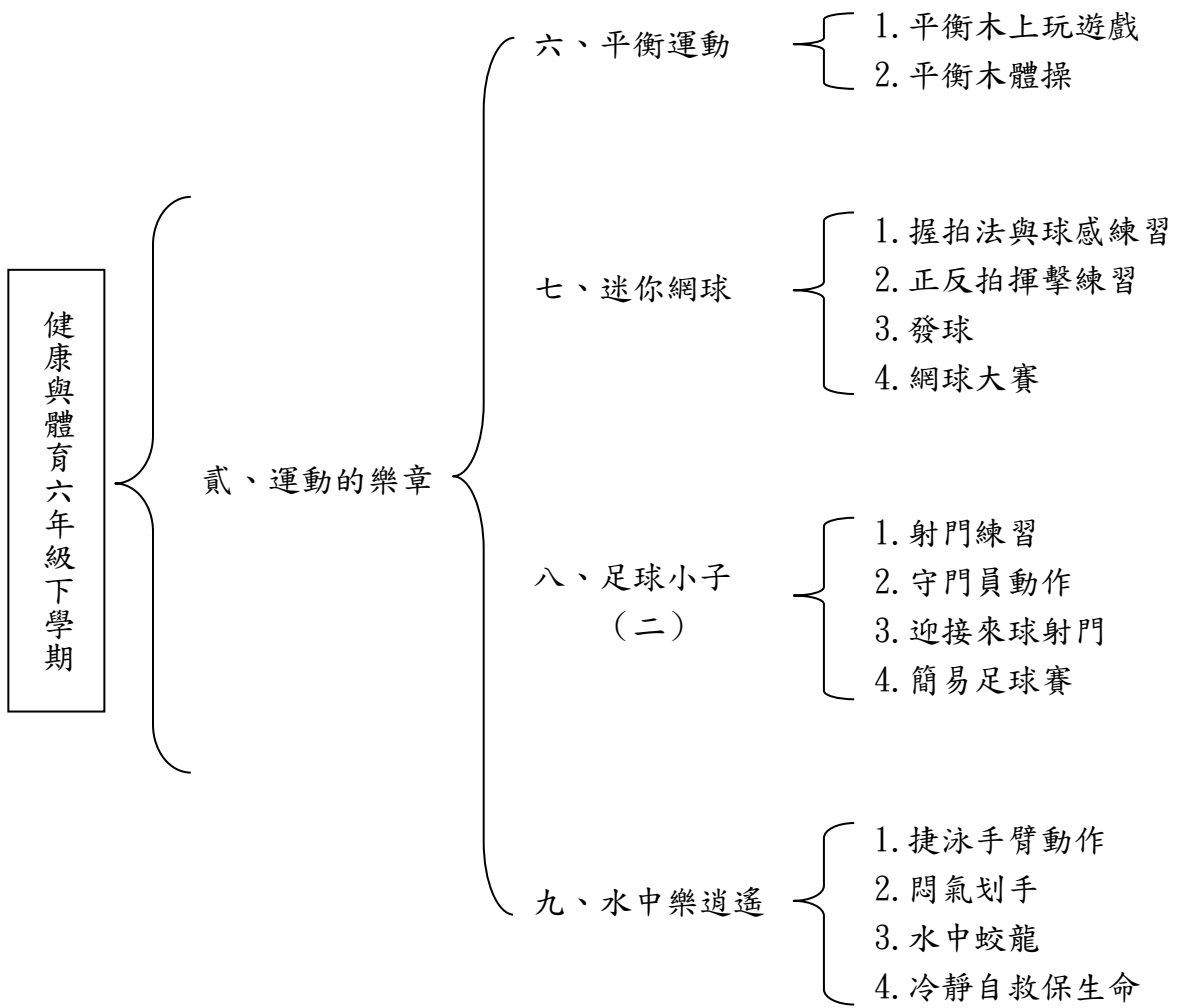 健康與體育六年級下學期
貳、運動的樂章
六、平衡運動
1.平衡木上玩遊戲
2.平衡木體操
七、迷你網球
1.握拍法與球感練習
2.正反拍揮擊練習
3.發球
4.網球大賽
八、足球小子
（二）
1.射門練習
2.守門員動作
3.迎接來球射門
4.簡易足球賽
九、水中樂逍遙
1.捷泳手臂動作
2.悶氣划手
3.水中蛟龍
4.冷靜自救保生命